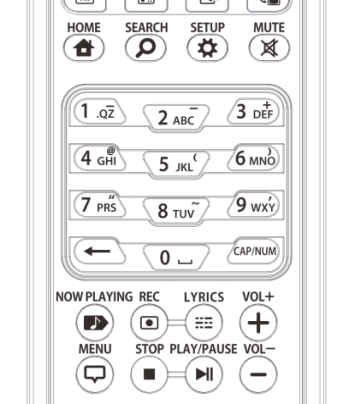 HOME SEARCH SETUP MUTE
1 .QZ 2 ABC 3 DEF
4 GHI 5 JKL 6 MNO
7 PRS 8 TUV 9 WXY
0 CAP/NUM
NOW PLAYING REC LYRICS VOL+
MENU STOP PLAY/PAUSE VOL−